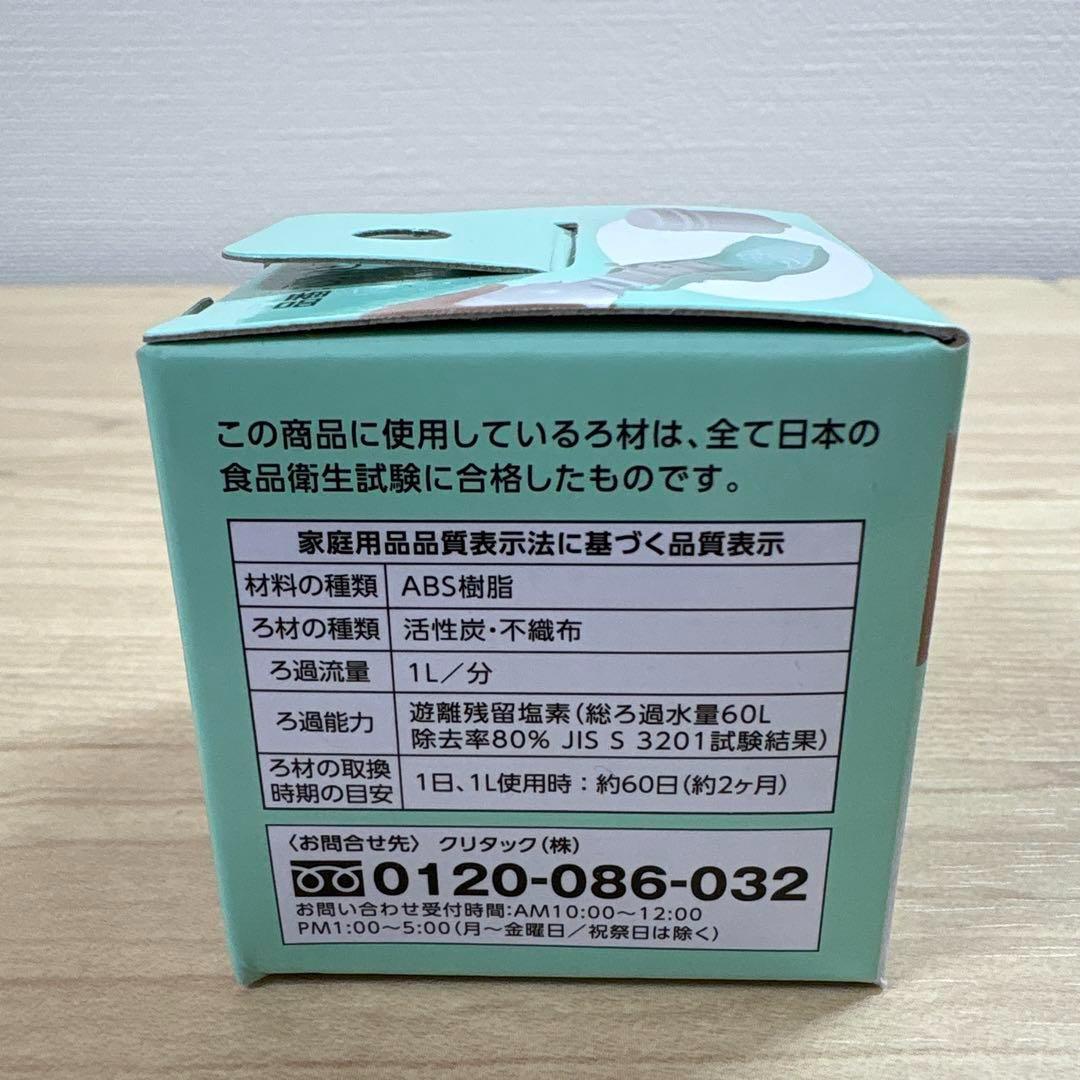 この商品に使用しているろ材は、全て日本の
食品衛生試験に合格したものです。
家庭用品品質表示法に基づく品質表示
材料の種類 ABS樹脂
ろ材の種類 活性炭・不織布
ろ過流量 1L／分
ろ過能力 遊離残留塩素（総ろ過水量60L
除去率80% JIS S 3201試験結果）
ろ材の取換
時期の目安 1日、1L使用時：約60日（約2ヶ月）
〈お問合せ先〉 クリタック（株）
0120-086-032
お問い合わせ受付時間:AM10:00〜12:00
PM1:00〜5:00（月〜金曜日／祝祭日は除く）